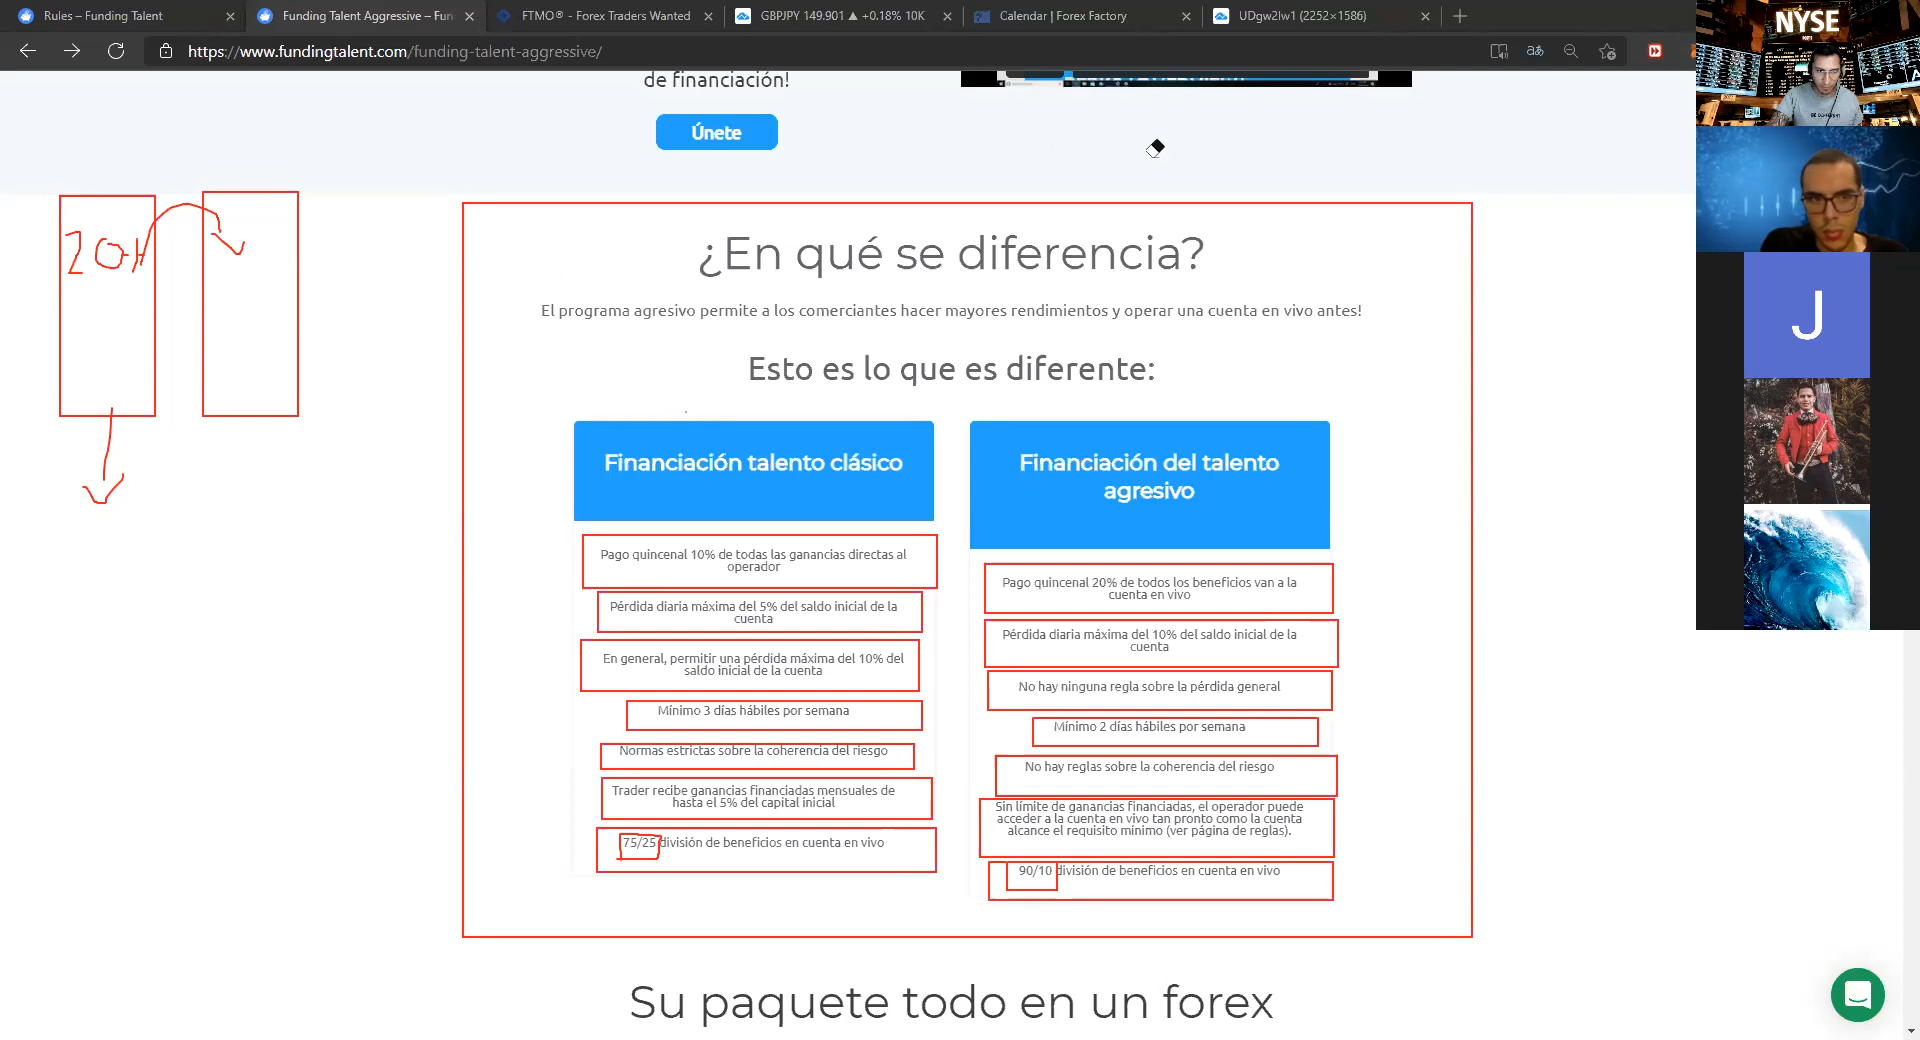 Rules – Funding Talent
Funding Talent Aggressive – Fun
FTMO® - Forex Traders Wanted
GBPJPY 149.901 ▲ +0.18% 10K
Calendar | Forex Factory
UDgw2lw1 (2252×1586)
https://www.fundingtalent.com/funding-talent-aggressive/
NYSE
de financiación!
Únete
20H
¿En qué se diferencia?
El programa agresivo permite a los comerciantes hacer mayores rendimientos y operar una cuenta en vivo antes!
Esto es lo que es diferente:
Financiación talento clásico
Pago quincenal 10% de todas las ganancias directas al
operador
Pérdida diaria máxima del 5% del saldo inicial de la
cuenta
En general, permitir una pérdida máxima del 10% del
saldo inicial de la cuenta
Mínimo 3 días hábiles por semana
Normas estrictas sobre la coherencia del riesgo
Trader recibe ganancias financiadas mensuales de
hasta el 5% del capital inicial
75/25 división de beneficios en cuenta en vivo
Financiación del talento
agresivo
Pago quincenal 20% de todos los beneficios van a la
cuenta en vivo
Pérdida diaria máxima del 10% del saldo inicial de la
cuenta
No hay ninguna regla sobre la pérdida general
Mínimo 2 días hábiles por semana
No hay reglas sobre la coherencia del riesgo
Sin límite de ganancias financiadas, el operador puede
acceder a la cuenta en vivo tan pronto como la cuenta
alcance el requisito mínimo (ver página de reglas).
90/10 división de beneficios en cuenta en vivo
J
Su paquete todo en un forex